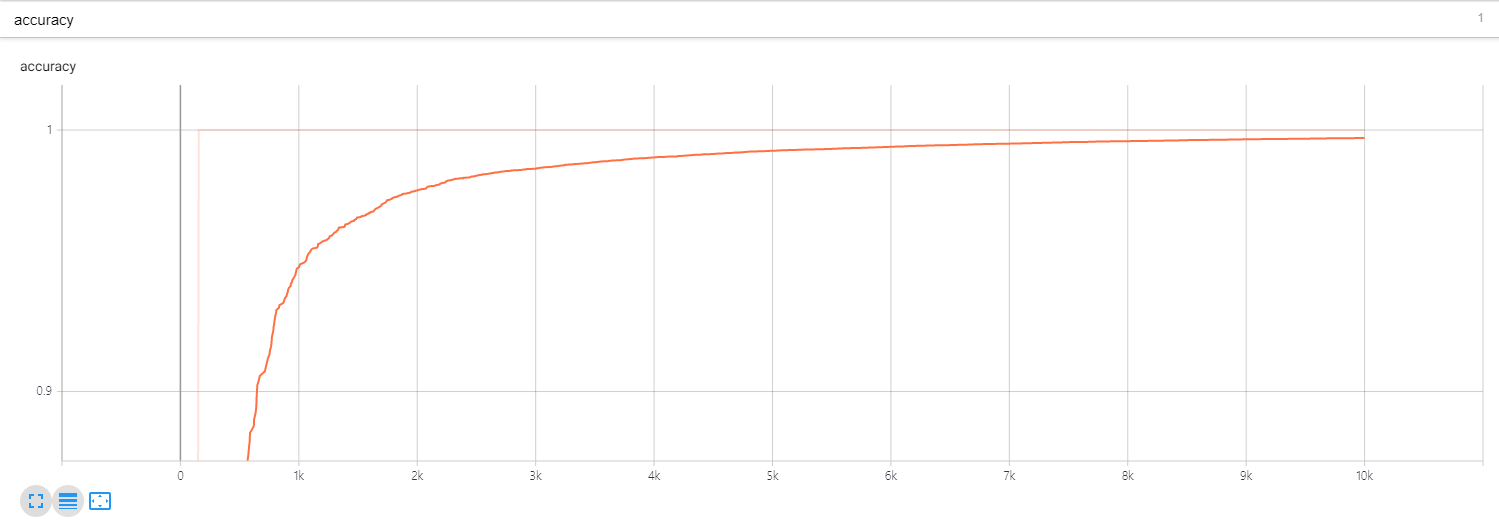 accuracy 1
accuracy
1
0.9
0 1k 2k 3k 4k 5k 6k 7k 8k 9k 10k